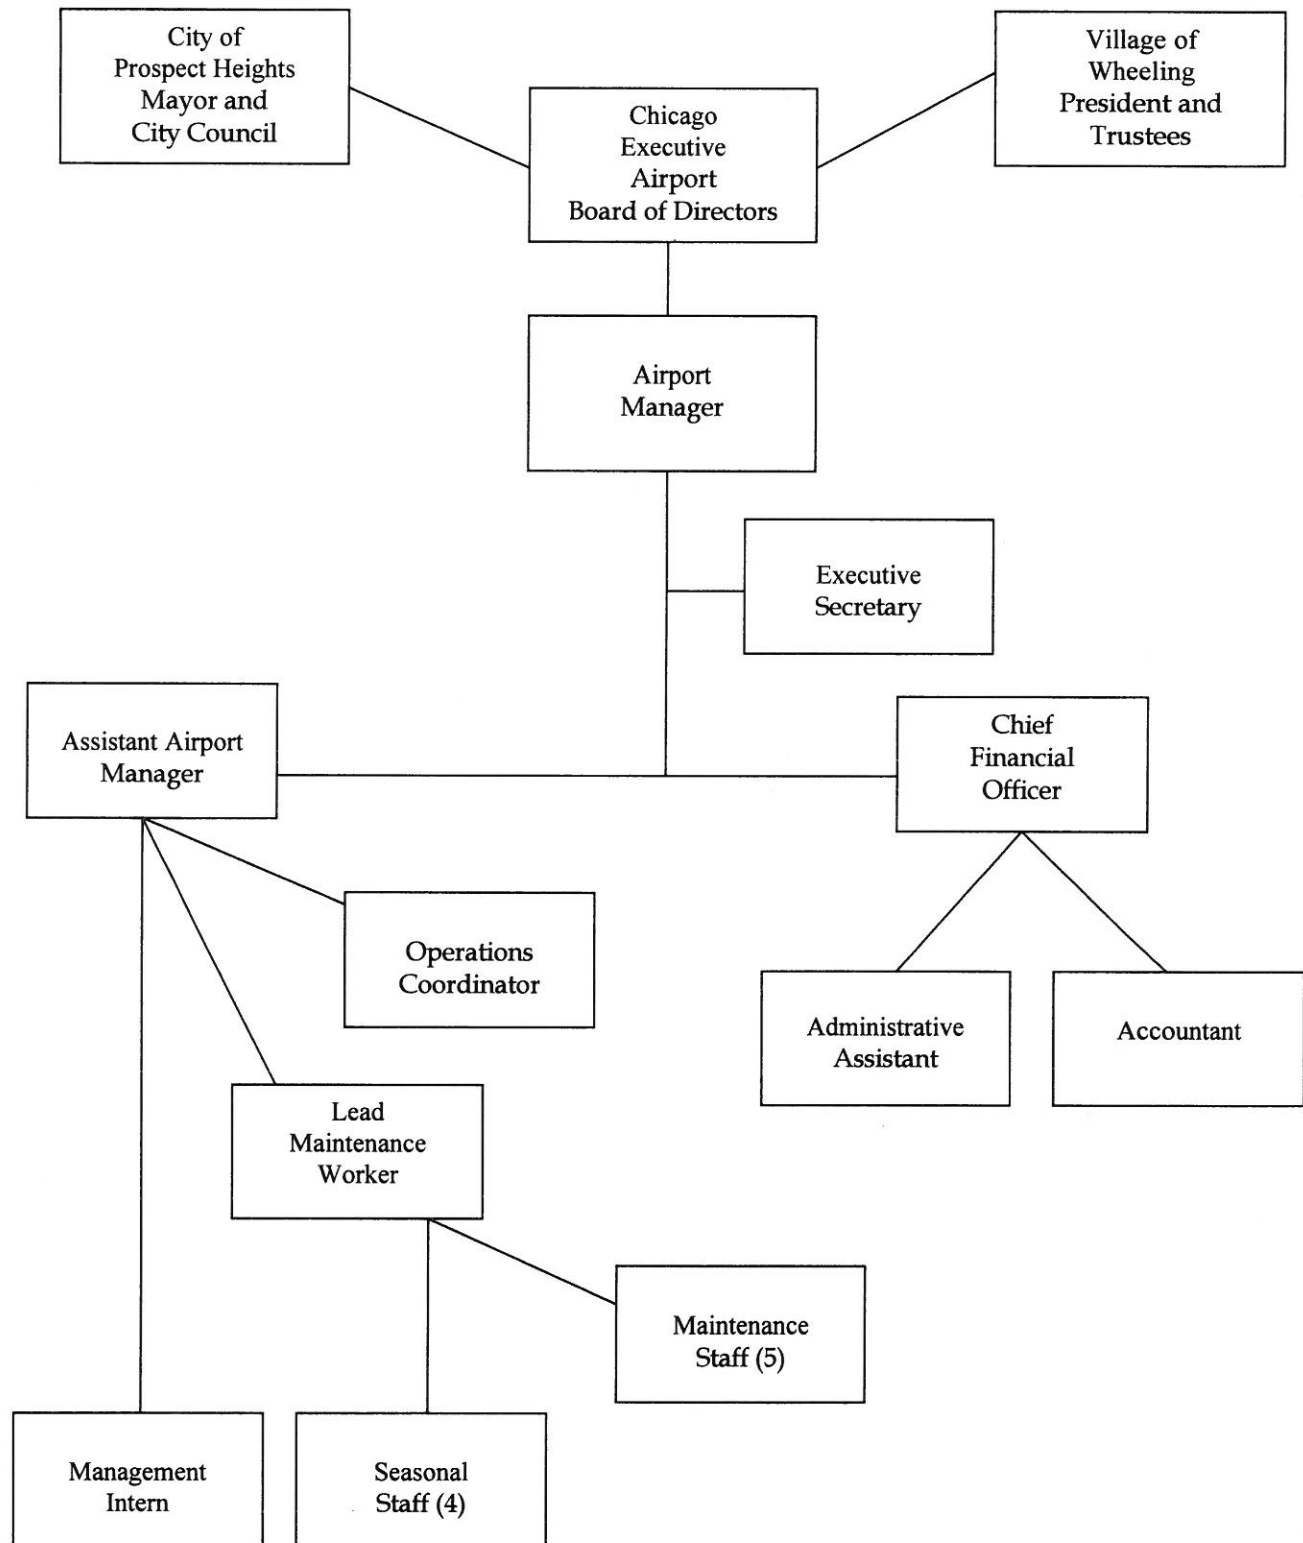 City of
Prospect Heights
Mayor and
City Council
Village of
Wheeling
President and
Trustees
Chicago
Executive
Airport
Board of Directors
Airport
Manager
Executive
Secretary
Assistant Airport
Manager
Chief
Financial
Officer
Operations
Coordinator
Administrative
Assistant
Accountant
Lead
Maintenance
Worker
Maintenance
Staff (5)
Management
Intern
Seasonal
Staff (4)